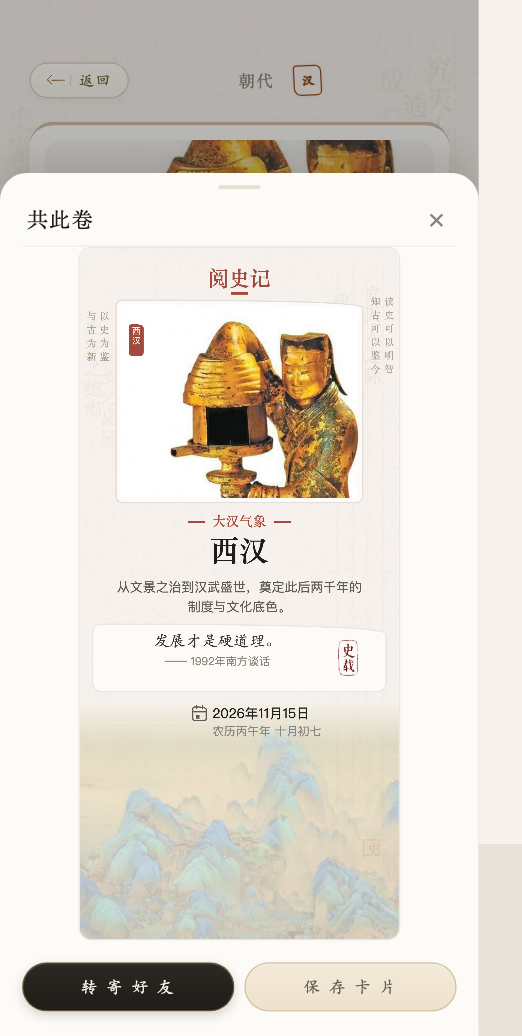 返回
朝代
汉
共此卷
阅史记
以史为鉴
与古为新
读史可以明智
知古可以鉴今
西汉
大汉气象
西汉
从文景之治到汉武盛世，奠定此后两千年的
制度与文化底色。
发展才是硬道理。
—— 1992年南方谈话
史载
2026年11月15日
农历丙午年 十月初七
转寄好友
保存卡片